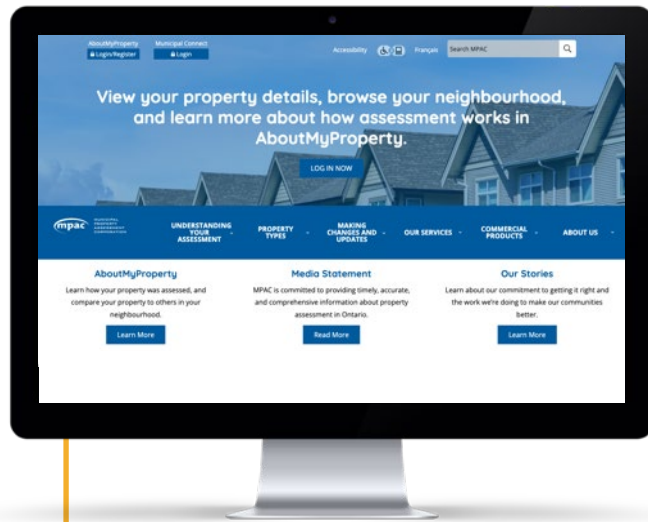 AboutMyProperty
Login/Register
Municipal Connect
Login
Accessibility
Français
Search MPAC
View your property details, browse your neighbourhood,
and learn more about how assessment works in
AboutMyProperty.
LOG IN NOW
mpac
MUNICIPAL
PROPERTY
ASSESSMENT
CORPORATION
UNDERSTANDING
YOUR
ASSESSMENT
PROPERTY
TYPES
MAKING
CHANGES AND
UPDATES
OUR SERVICES
COMMERCIAL
PRODUCTS
ABOUT US
AboutMyProperty
Learn how your property was assessed, and
compare your property to others in your
neighbourhood.
Learn More
Media Statement
MPAC is committed to providing timely, accurate,
and comprehensive information about property
assessment in Ontario.
Read More
Our Stories
Learn about our commitment to getting it right and
the work we're doing to make our communities
better.
Learn More